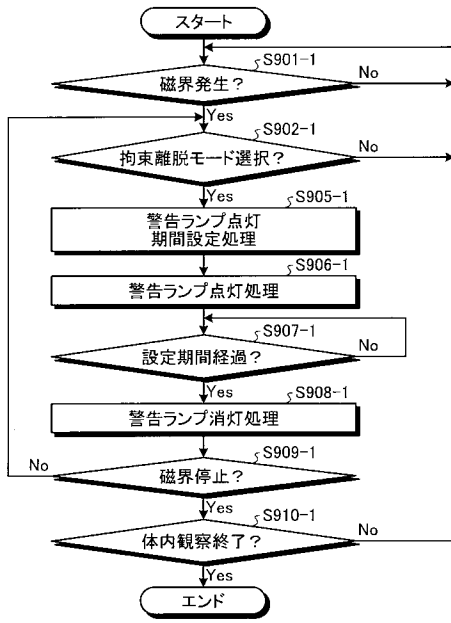 スタート
S901-1
磁界発生?
No
Yes
S902-1
拘束離脱モード選択?
No
Yes
S905-1
警告ランプ点灯
期間設定処理
S906-1
警告ランプ点灯処理
S907-1
設定期間経過?
No
Yes
S908-1
警告ランプ消灯処理
S909-1
No
磁界停止?
Yes
S910-1
体内観察終了?
No
Yes
エンド